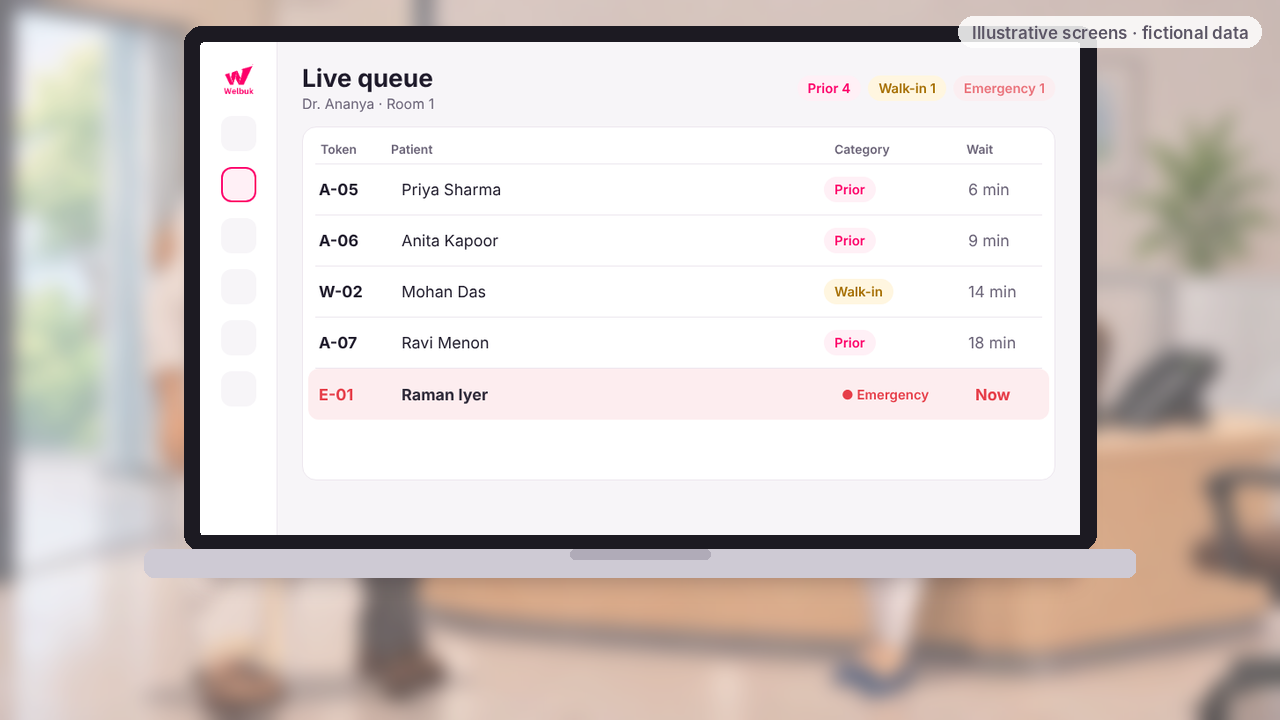 Illustrative screens · fictional data
Welbuk
Live queue
Dr. Ananya · Room 1
Prior 4 Walk-in 1 Emergency 1
Token Patient Category Wait
A-05 Priya Sharma Prior 6 min
A-06 Anita Kapoor Prior 9 min
W-02 Mohan Das Walk-in 14 min
A-07 Ravi Menon Prior 18 min
E-01 Raman Iyer Emergency Now